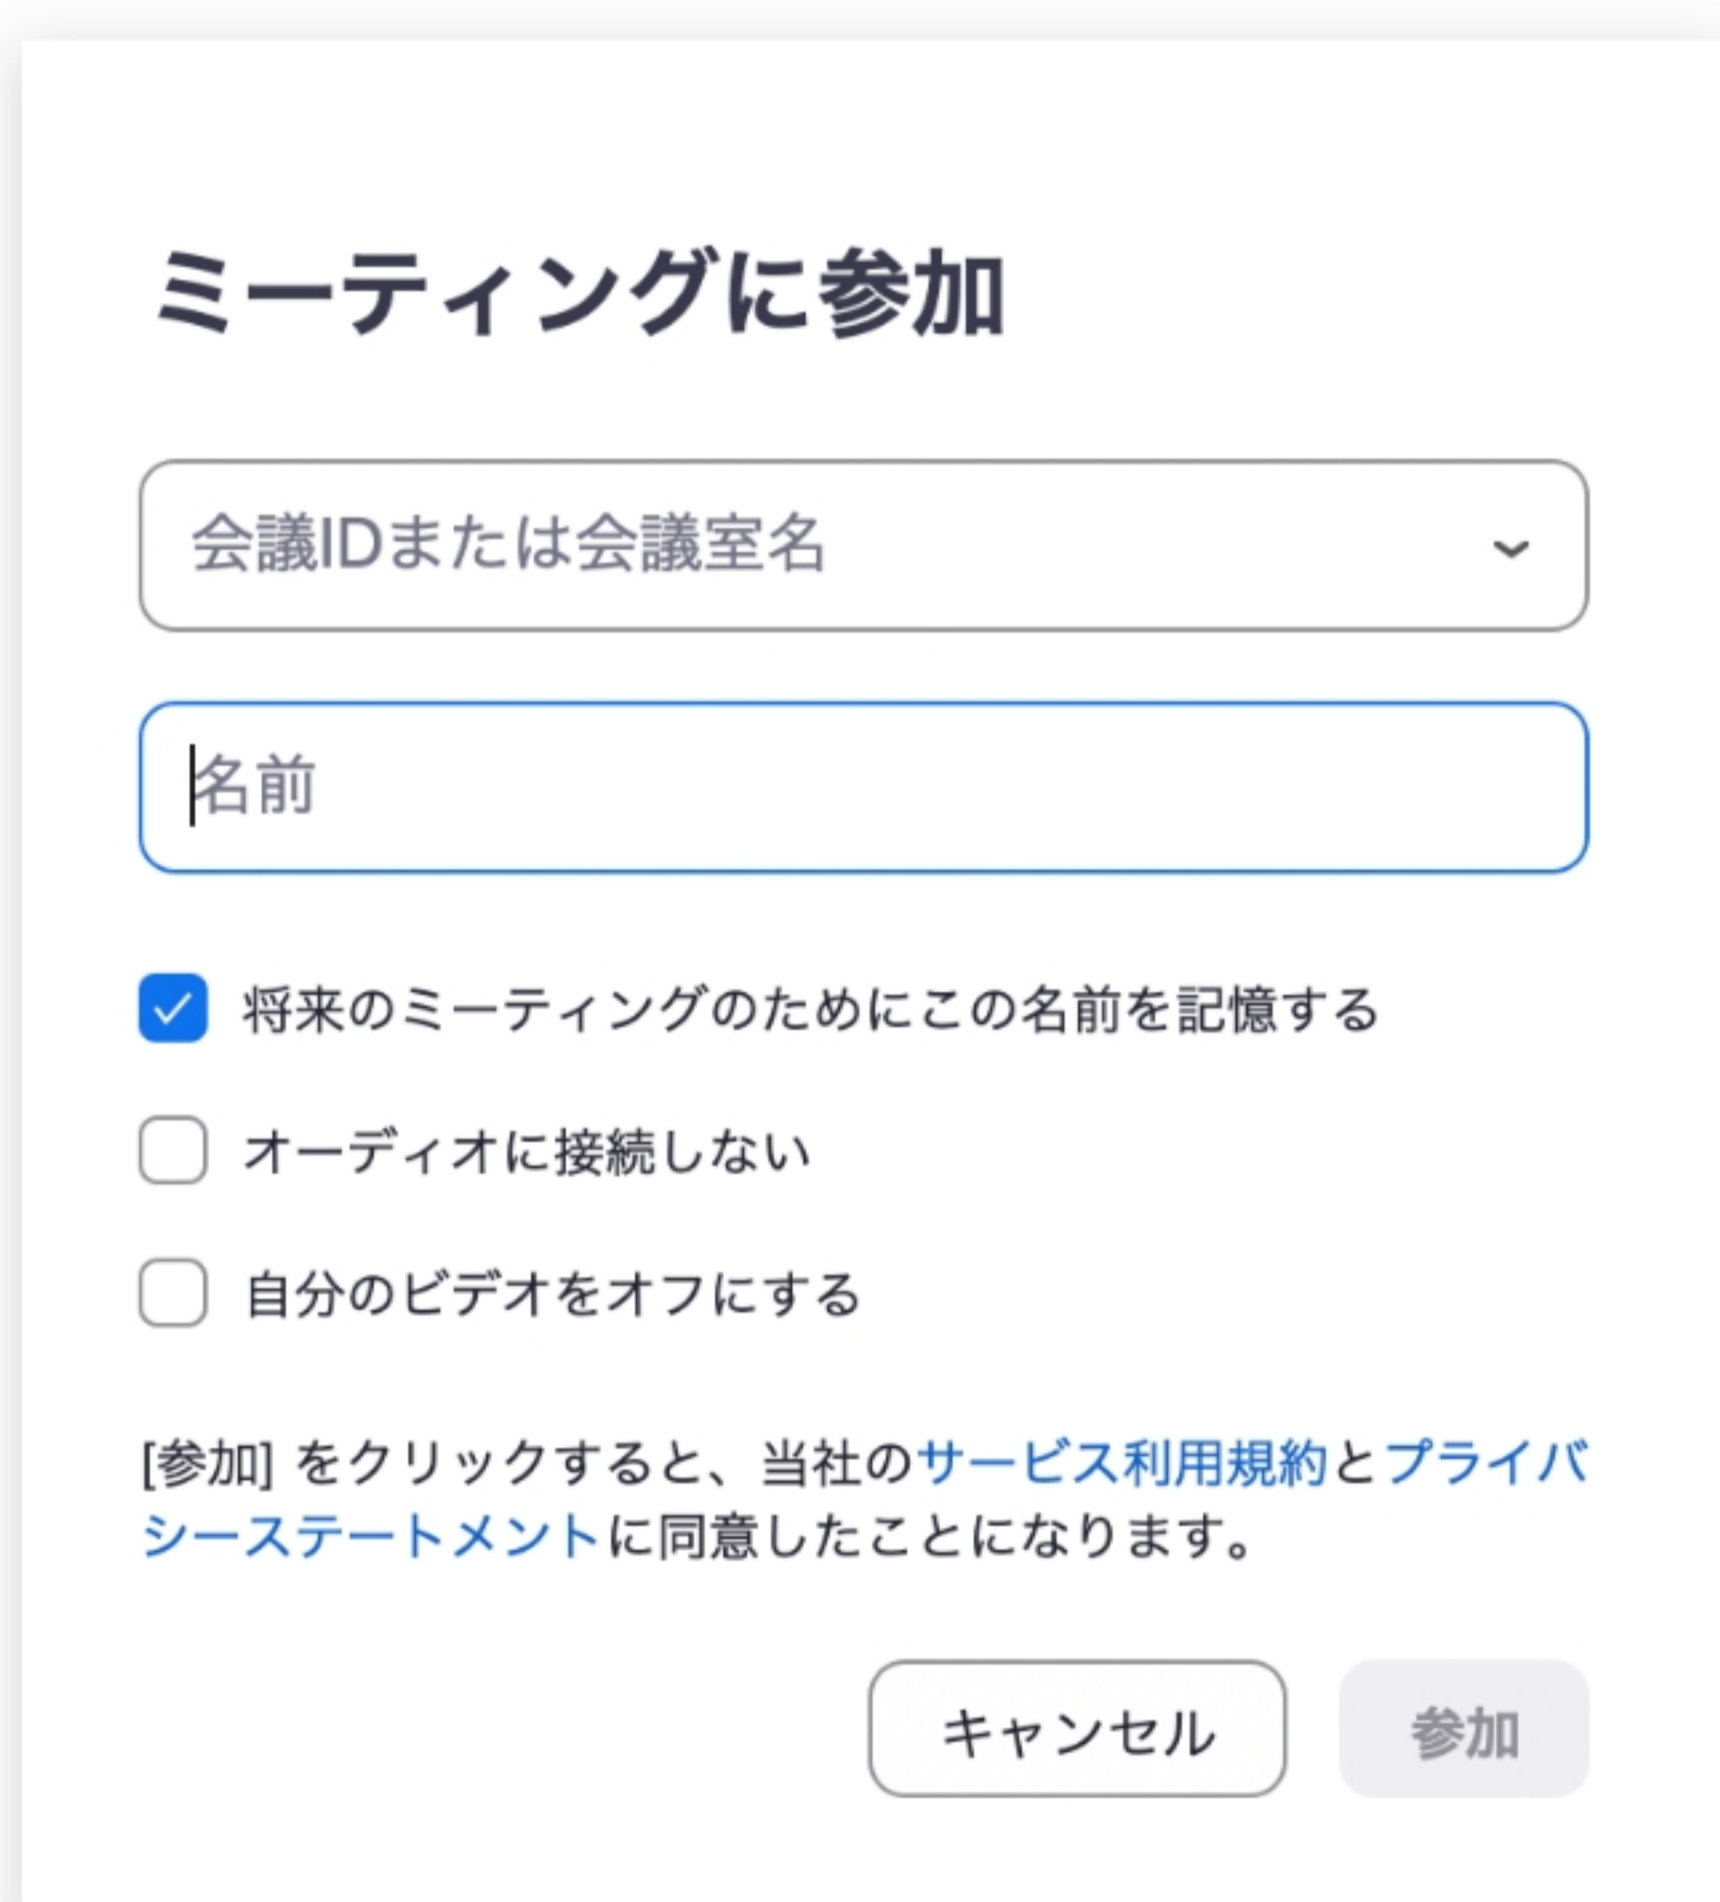 ミーティングに参加
会議IDまたは会議室名
名前
将来のミーティングのためにこの名前を記憶する
オーディオに接続しない
自分のビデオをオフにする
[参加] をクリックすると、当社のサービス利用規約とプライバ
シーステートメントに同意したことになります。
キャンセル 参加